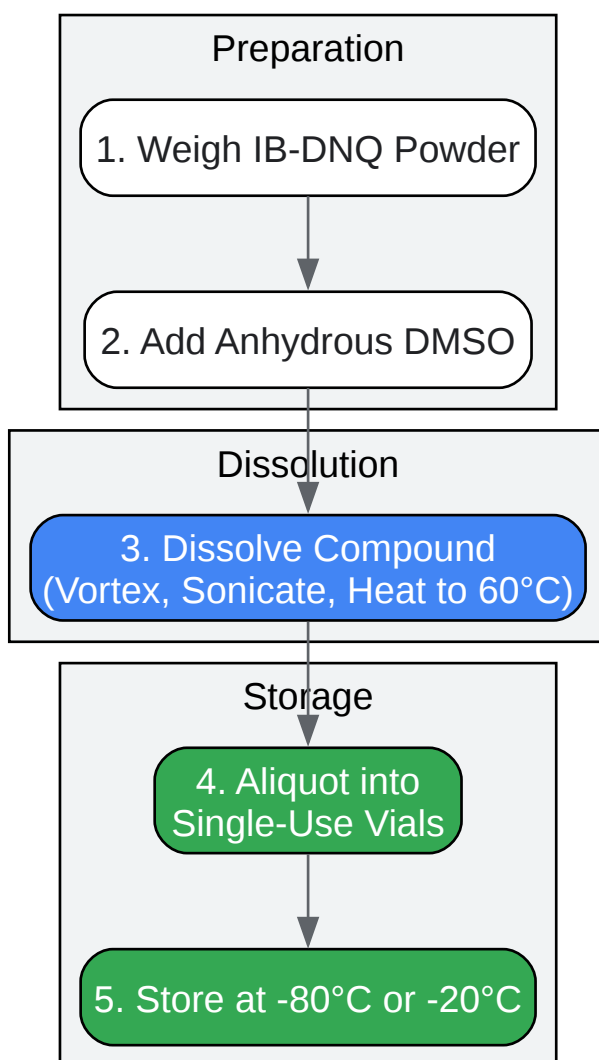 Preparation
1. Weigh IB-DNQ Powder
2. Add Anhydrous DMSO
Dissolution
3. Dissolve Compound
(Vortex, Sonicate, Heat to 60°C)
Storage
4. Aliquot into
Single-Use Vials
5. Store at -80°C or -20°C